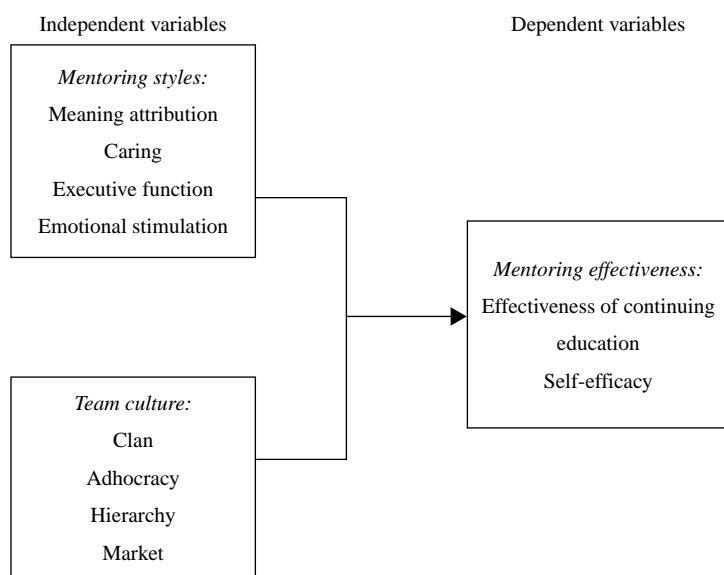 Independent variables
Dependent variables
Mentoring styles:
Meaning attribution
Caring
Executive function
Emotional stimulation
Mentoring effectiveness:
Effectiveness of continuing
education
Self-efficacy
Team culture:
Clan
Adhocracy
Hierarchy
Market